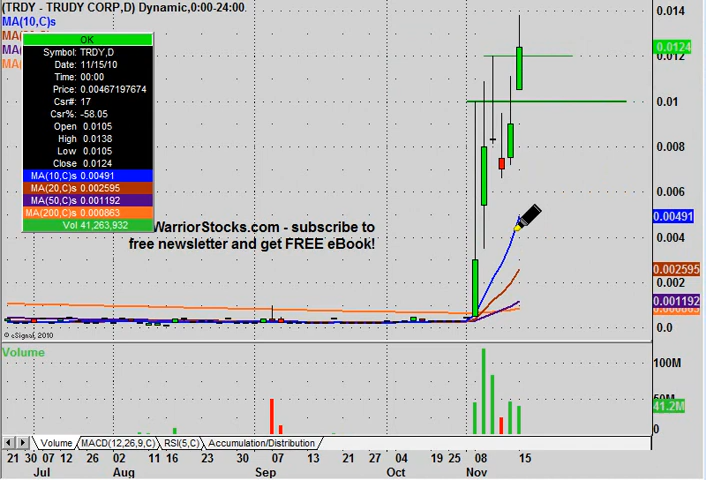 (TRDY - TRUDY CORP,D) Dynamic,0:00-24:00
MA(10,C)s
OK
Symbol: TRDY,D
Date: 11/15/10
Time: 00:00
Price: 0.00467197674
Csr#: 17
Csr%: -58.05
Open 0.0105
High 0.0138
Low 0.0105
Close 0.0124
MA(10,C)s 0.00491
MA(20,C)s 0.002595
MA(50,C)s 0.001192
MA(200,C)s 0.000863
Vol 41,263,932
WarriorStocks.com - subscribe to
free newsletter and get FREE eBook!
0.014
0.0124
0.01
0.008
0.006
0.00491
0.004
0.002595
0.002
0.001192
0.0
© eSignal, 2010
Volume
100M
50M
41.2M
0
Volume MACD(12,26,9,C) RSI(5,C) Accumulation/Distribution
21 30 07 12 26 02 11 16 23 30 07 13 21 27 04 19 25 08 15
Jul Aug Sep Oct Nov